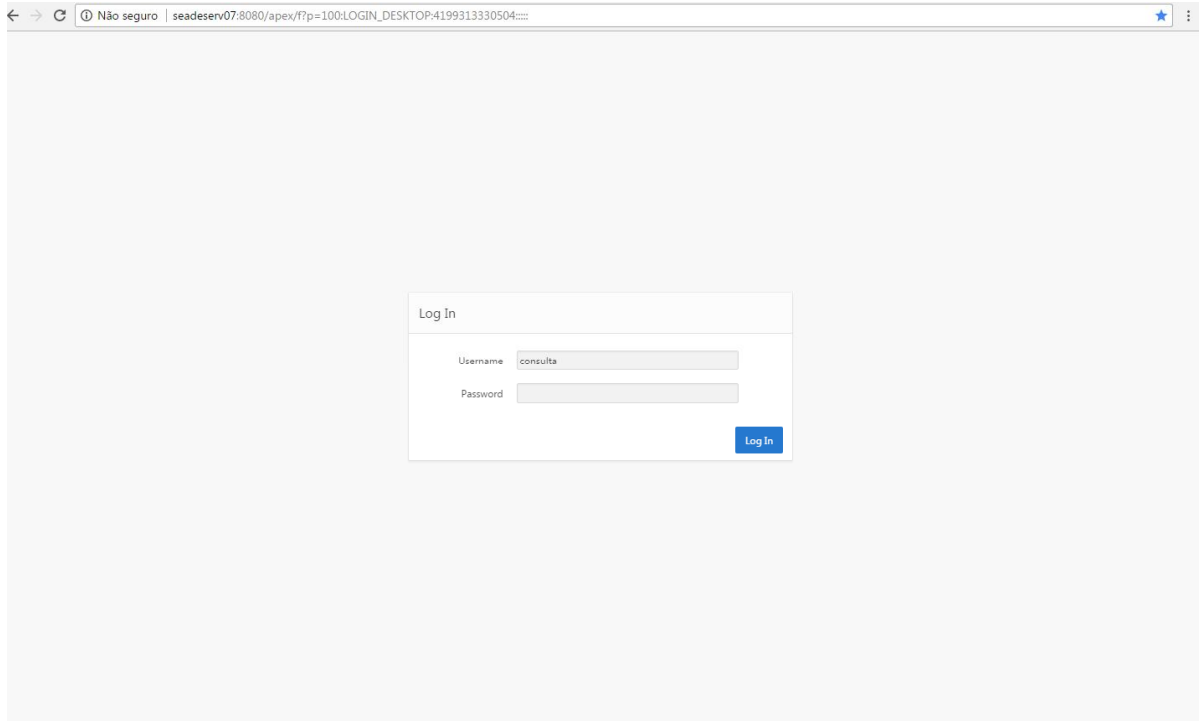 Não seguro | seadeserv07:8080/apex/f?p=100:LOGIN_DESKTOP:4199313330504:::::
Log In
Username consulta
Password
Log In